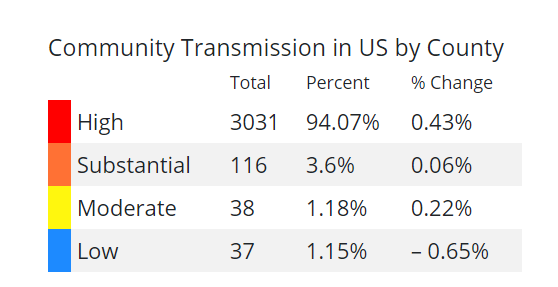 Community Transmission in US by County
Total Percent % Change
High 3031 94.07% 0.43%
Substantial 116 3.6% 0.06%
Moderate 38 1.18% 0.22%
Low 37 1.15% – 0.65%